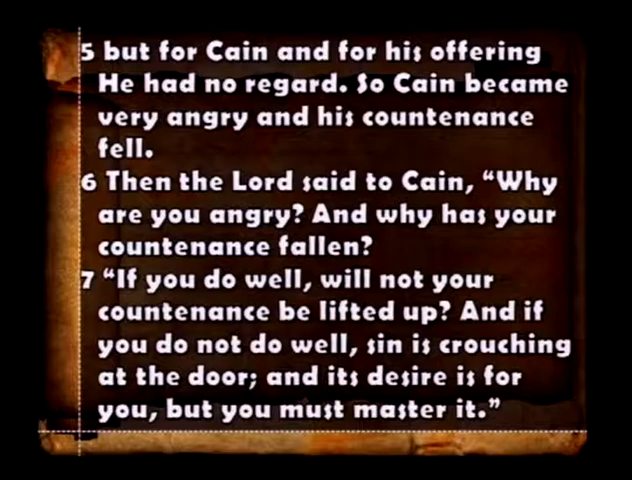 5 but for Cain and for his offering
He had no regard. So Cain became
very angry and his countenance
fell.
6 Then the Lord said to Cain, “Why
are you angry? And why has your
countenance fallen?
7 “If you do well, will not your
countenance be lifted up? And if
you do not do well, sin is crouching
at the door; and its desire is for
you, but you must master it.”